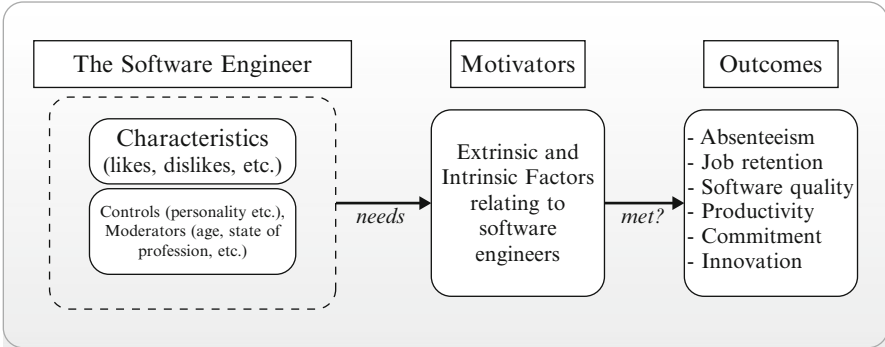 The Software Engineer
Characteristics
(likes, dislikes, etc.)
Controls (personality etc.),
Moderators (age, state of
profession, etc.)
needs
Motivators
Extrinsic and
Intrinsic Factors
relating to
software
engineers
met?
Outcomes
- Absenteeism
- Job retention
- Software quality
- Productivity
- Commitment
- Innovation